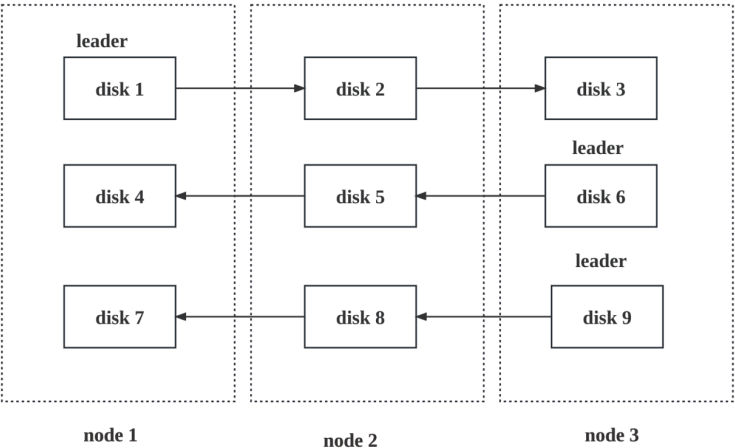 leader
disk 1
disk 2
disk 3
leader
disk 4
disk 5
disk 6
leader
disk 7
disk 8
disk 9
node 1
node 2
node 3